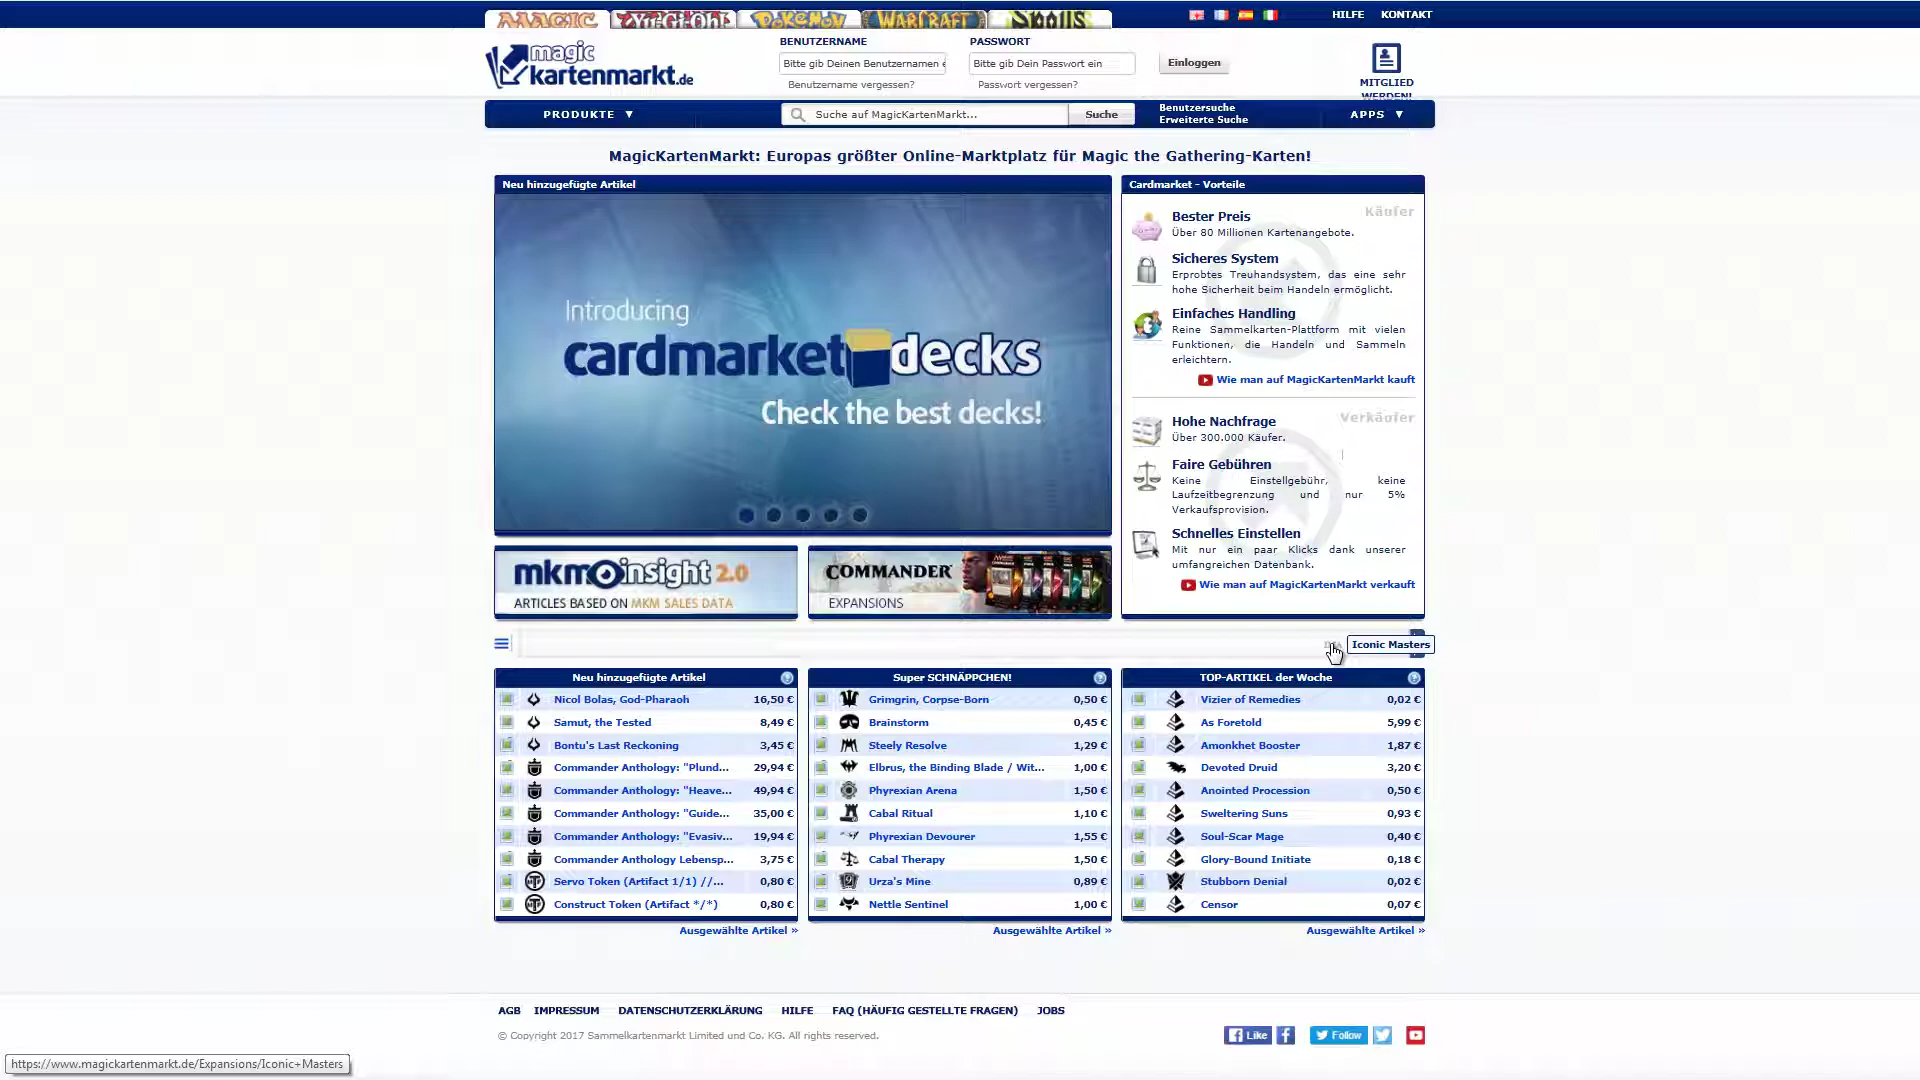 MAGIC Yu-Gi-Oh! Pokémon WARCRAFT Spoils
HILFE KONTAKT
magic
kartenmarkt.de
BENUTZERNAME PASSWORT
Bitte gib Deinen Benutzernamen e Bitte gib Dein Passwort ein Einloggen
Benutzername vergessen? Passwort vergessen?
MITGLIED
WERDEN!
PRODUKTE ▼ Suche auf MagicKartenMarkt... Suche
Benutzersuche
Erweiterte Suche
APPS ▼
MagicKartenMarkt: Europas größter Online-Marktplatz für Magic the Gathering-Karten!
Neu hinzugefügte Artikel
Introducing
cardmarket decks
Check the best decks!
mkm insight 2.0
ARTICLES BASED ON MKM SALES DATA
COMMANDER
EXPANSIONS
Cardmarket - Vorteile
Käufer
Bester Preis
Über 80 Millionen Kartenangebote.
Sicheres System
Erprobtes Treuhandsystem, das eine sehr
hohe Sicherheit beim Handeln ermöglicht.
Einfaches Handling
Reine Sammelkarten-Plattform mit vielen
Funktionen, die Handeln und Sammeln
erleichtern.
Wie man auf MagicKartenMarkt kauft
Verkäufer
Hohe Nachfrage
Über 300.000 Käufer.
Faire Gebühren
Keine Einstellgebühr, keine
Laufzeitbegrenzung und nur 5%
Verkaufsprovision.
Schnelles Einstellen
Mit nur ein paar Klicks dank unserer
umfangreichen Datenbank.
Wie man auf MagicKartenMarkt verkauft
Iconic Masters
Neu hinzugefügte Artikel
Nicol Bolas, God-Pharaoh 16,50 €
Samut, the Tested 8,49 €
Bontu's Last Reckoning 3,45 €
Commander Anthology: "Plund... 29,94 €
Commander Anthology: "Heave... 49,94 €
Commander Anthology: "Guide... 35,00 €
Commander Anthology: "Evasiv... 19,94 €
Commander Anthology Lebensp... 3,75 €
Servo Token (Artifact 1/1) //... 0,80 €
Construct Token (Artifact */*) 0,80 €
Ausgewählte Artikel »
Super SCHNÄPPCHEN!
Grimgrin, Corpse-Born 0,50 €
Brainstorm 0,45 €
Steely Resolve 1,29 €
Elbrus, the Binding Blade / Wit... 1,00 €
Phyrexian Arena 1,50 €
Cabal Ritual 1,10 €
Phyrexian Devourer 1,55 €
Cabal Therapy 1,50 €
Urza's Mine 0,89 €
Nettle Sentinel 1,00 €
Ausgewählte Artikel »
TOP-ARTIKEL der Woche
Vizier of Remedies 0,02 €
As Foretold 5,99 €
Amonkhet Booster 1,87 €
Devoted Druid 3,20 €
Anointed Procession 0,50 €
Sweltering Suns 0,93 €
Soul-Scar Mage 0,40 €
Glory-Bound Initiate 0,18 €
Stubborn Denial 0,02 €
Censor 0,07 €
Ausgewählte Artikel »
AGB IMPRESSUM DATENSCHUTZERKLÄRUNG HILFE FAQ (HÄUFIG GESTELLTE FRAGEN) JOBS
© Copyright 2017 Sammelkartenmarkt Limited und Co. KG. All rights reserved.
Like Follow
https://www.magickartenmarkt.de/Expansions/Iconic+Masters